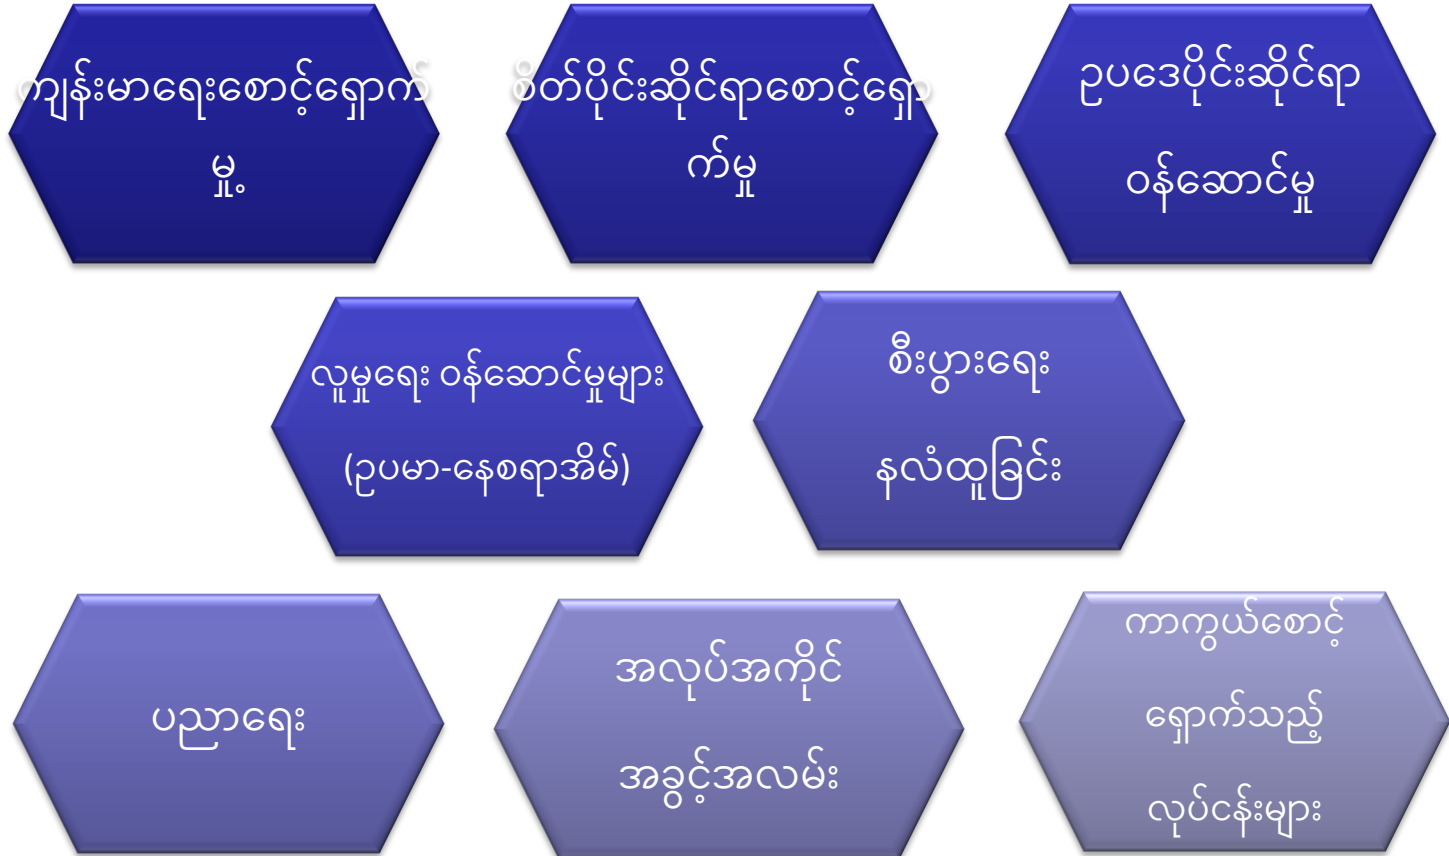 ကျန်းမာရေးစောင့်ရှောက်
မှု့
စိတ်ပိုင်းဆိုင်ရာစောင့်ရှော
က်မှု
ဥပဒေပိုင်းဆိုင်ရာ
ဝန်ဆောင်မှု
လူမှုရေး ဝန်ဆောင်မှုများ
(ဥပမာ-နေစရာအိမ်)
စီးပွားရေး
နလံထူခြင်း
ပညာရေး
အလုပ်အကိုင်
အခွင့်အလမ်း
ကာကွယ်စောင့်
ရှောက်သည့်
လုပ်ငန်းများ